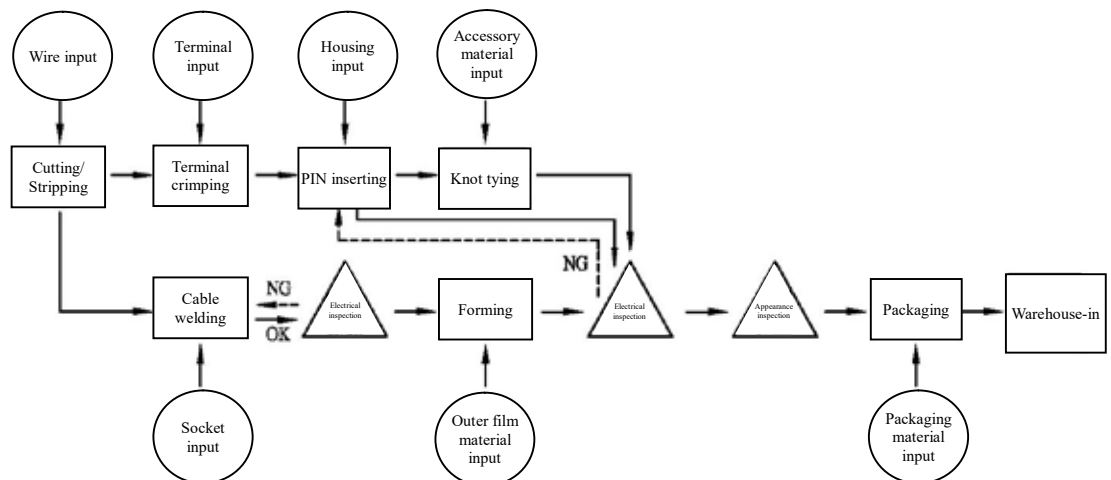 Wire input
Terminal
input
Housing
input
Accessory
material
input
Cutting/
Stripping
Terminal
crimping
PIN inserting
Knot tying
NG
Cable
welding
NG
OK
Electrical
inspection
Forming
Electrical
inspection
Appearance
inspection
Packaging
Warehouse-in
Socket
input
Outer film
material
input
Packaging
material
input